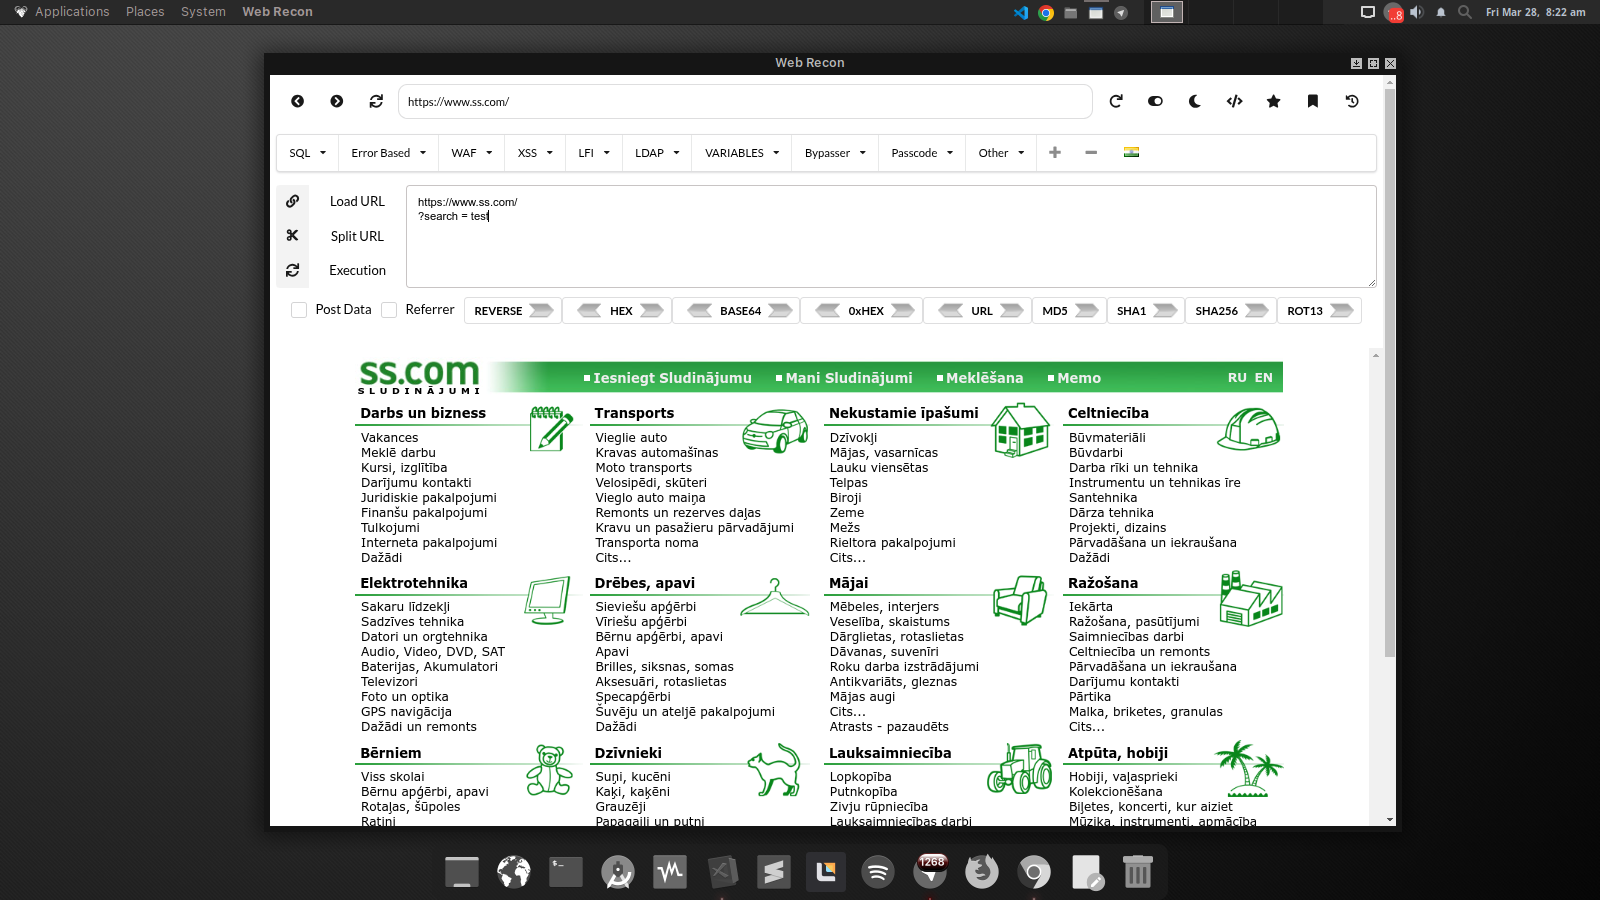 Applications Places System Web Recon
..8 Fri Mar 28, 8:22 am
Web Recon
https://www.ss.com/
SQL Error Based WAF XSS LFI LDAP VARIABLES Bypasser Passcode Other
Load URL
Split URL
Execution
https://www.ss.com/
?search = test
Post Data Referrer REVERSE HEX BASE64 0xHEX URL MD5 SHA1 SHA256 ROT13
ss.com
SLUDINĀJUMI
Iesniegt Sludinājumu Mani Sludinājumi Meklēšana Memo RU EN
Darbs un bizness
Vakances
Meklē darbu
Kursi, izglītība
Darījumu kontakti
Juridiskie pakalpojumi
Finanšu pakalpojumi
Tulkojumi
Interneta pakalpojumi
Dažādi
Transports
Vieglie auto
Kravas automašīnas
Moto transports
Velosipēdi, skūteri
Vieglo auto maiņa
Remonts un rezerves daļas
Kravu un pasažieru pārvadājumi
Transporta noma
Cits...
Nekustamie īpašumi
Dzīvokļi
Mājas, vasarnīcas
Lauku viensētas
Telpas
Biroji
Zeme
Mežs
Rieltora pakalpojumi
Cits...
Celtniecība
Būvmateriāli
Būvdarbi
Darba rīki un tehnika
Instrumentu un tehnikas īre
Santehnika
Dārza tehnika
Projekti, dizains
Pārvadāšana un iekraušana
Dažādi
Elektrotehnika
Sakaru līdzekļi
Sadzīves tehnika
Datori un orgtehnika
Audio, Video, DVD, SAT
Baterijas, Akumulatori
Televizori
Foto un optika
GPS navigācija
Dažādi un remonts
Drēbes, apavi
Sieviešu apģērbi
Vīriešu apģērbi
Bērnu apģērbi, apavi
Apavi
Brilles, siksnas, somas
Aksesuāri, rotaslietas
Specapģērbi
Šuvēju un ateljē pakalpojumi
Dažādi
Mājai
Mēbeles, interjers
Veselība, skaistums
Dārglietas, rotaslietas
Dāvanas, suvenīri
Roku darba izstrādājumi
Antikvariāts, gleznas
Mājas augi
Cits...
Atrasts - pazaudēts
Ražošana
Iekārta
Ražošana, pasūtījumi
Saimniecības darbi
Celtniecība un remonts
Pārvadāšana un iekraušana
Darījumu kontakti
Pārtika
Malka, briketes, granulas
Cits...
Bērniem
Viss skolai
Bērnu apģērbi, apavi
Rotaļas, šūpoles
Ratiņi
Dzīvnieki
Suņi, kucēni
Kaķi, kaķēni
Grauzēji
Papagaiļi un putni
Lauksaimniecība
Lopkopība
Putnkopība
Zivju rūpniecība
Lauksaimniecības darbi
Atpūta, hobiji
Hobiji, vaļasprieki
Kolekcionēšana
Biļetes, koncerti, kur aiziet
Mūzika, instrumenti, apmācība
1268